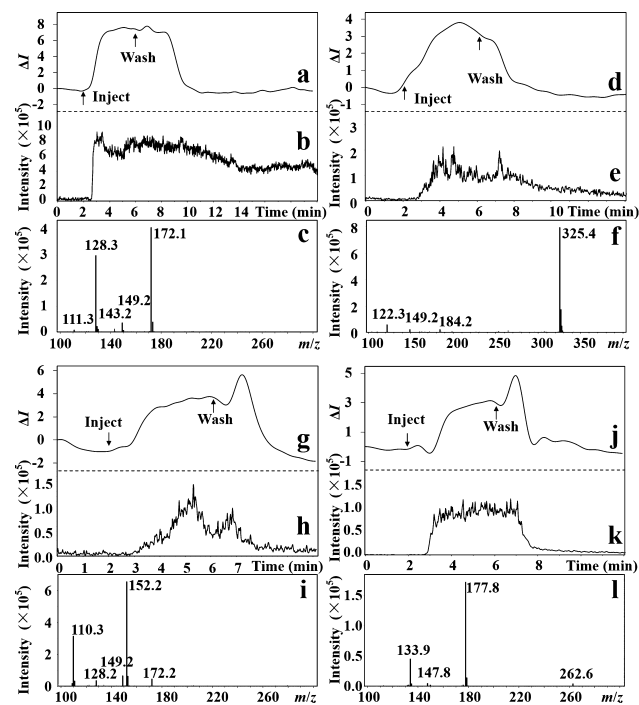 8
6
4
2
0
-2
ΔI
Inject
Wash
a
10
8
6
4
2
0
Intensity (×10⁵)
b
0 2 4 6 8 10 12 14 Time (min)
4
3
2
1
0
Intensity (×10⁵)
c
172.1
128.3
149.2
143.2
111.3
100 140 180 220 260 m/z
4
3
2
1
0
-1
ΔI
Inject
Wash
d
3
2
1
0
Intensity (×10⁵)
e
0 2 4 6 8 10 Time (min)
8
6
4
2
0
Intensity (×10⁵)
f
325.4
122.3
149.2
184.2
100 150 200 250 300 350 m/z
6
4
2
0
-2
ΔI
Inject
Wash
g
1.5
1.0
0.5
0.0
Intensity (×10⁵)
h
0 1 2 3 4 5 6 7 Time (min)
6
4
2
0
Intensity (×10⁵)
i
152.2
110.3
149.2
128.2
172.2
100 140 180 220 260 m/z
5
3
1
-1
ΔI
Inject
Wash
j
1.5
1.0
0.5
0.0
Intensity (×10⁵)
k
0 2 4 6 8 Time (min)
1.5
1.0
0.5
0.0
Intensity (×10⁵)
l
177.8
133.9
147.8
262.6
100 140 180 220 260 m/z